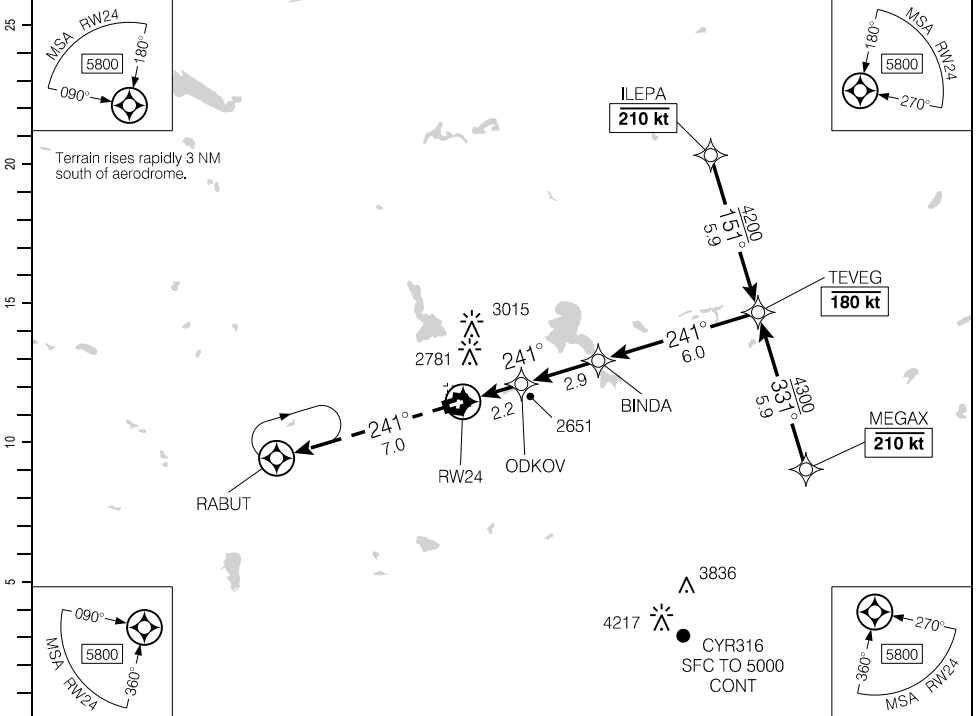 25
20
15
10
5
MSA RW24
5800
180°
090°
MSA RW24
5800
180°
270°
Terrain rises rapidly 3 NM
south of aerodrome.
ILEPA
210 kt
4200
151°
5.9
TEVEG
180 kt
3015
2781
241°
6.0
241°
2.9
BINDA
4300
331°
5.9
MEGAX
210 kt
2.2
2651
241°
7.0
ODKOV
RW24
RABUT
3836
4217
CYR316
SFC TO 5000
CONT
090°
5800
360°
MSA RW24
270°
5800
360°
MSA RW24